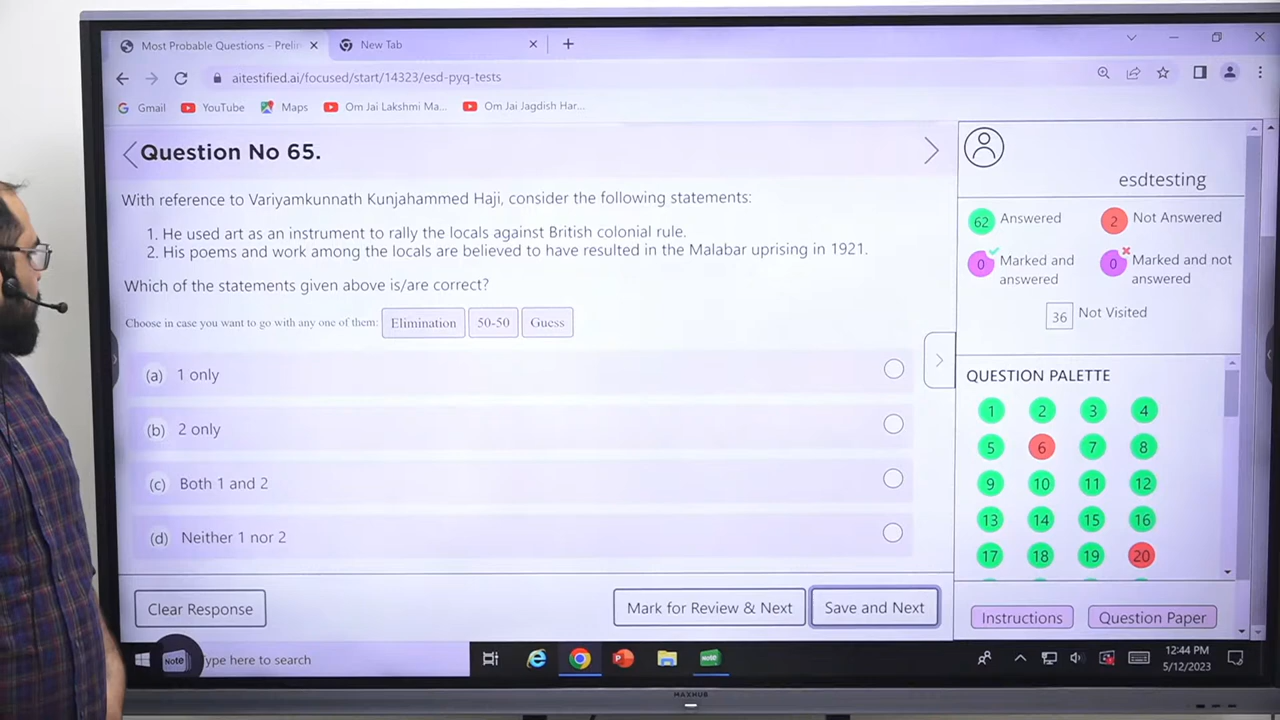 Most Probable Questions - Prelin
New Tab
aitestified.ai/focused/start/14323/esd-pyq-tests
Gmail
YouTube
Maps
Om Jai Lakshmi Ma...
Om Jai Jagdish Har...
Question No 65.
With reference to Variyamkunnath Kunjahammed Haji, consider the following statements:
1. He used art as an instrument to rally the locals against British colonial rule.
2. His poems and work among the locals are believed to have resulted in the Malabar uprising in 1921.
Which of the statements given above is/are correct?
Choose in case you want to go with any one of them: Elimination 50-50 Guess
(a) 1 only
(b) 2 only
(c) Both 1 and 2
(d) Neither 1 nor 2
Clear Response
Mark for Review & Next
Save and Next
esdtesting
62 Answered
2 Not Answered
0 Marked and answered
0 Marked and not answered
36 Not Visited
QUESTION PALETTE
1 2 3 4
5 6 7 8
9 10 11 12
13 14 15 16
17 18 19 20
Instructions
Question Paper
Note
ype here to search
Note
12:44 PM
5/12/2023
MAXHUB